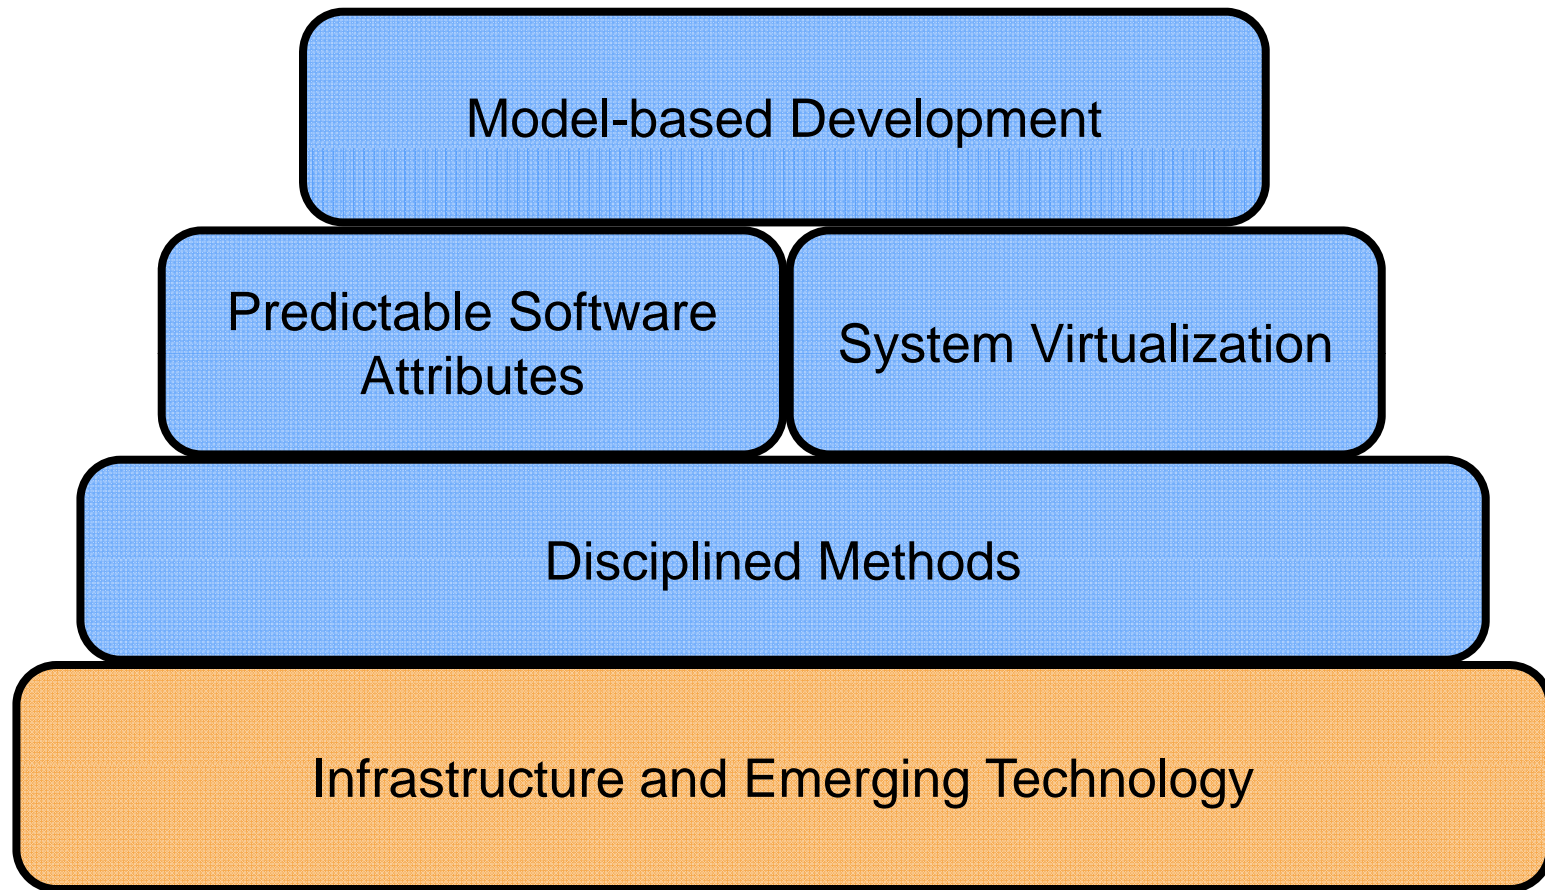 Model-based Development
Predictable Software
Attributes
System Virtualization
Disciplined Methods
Infrastructure and Emerging Technology